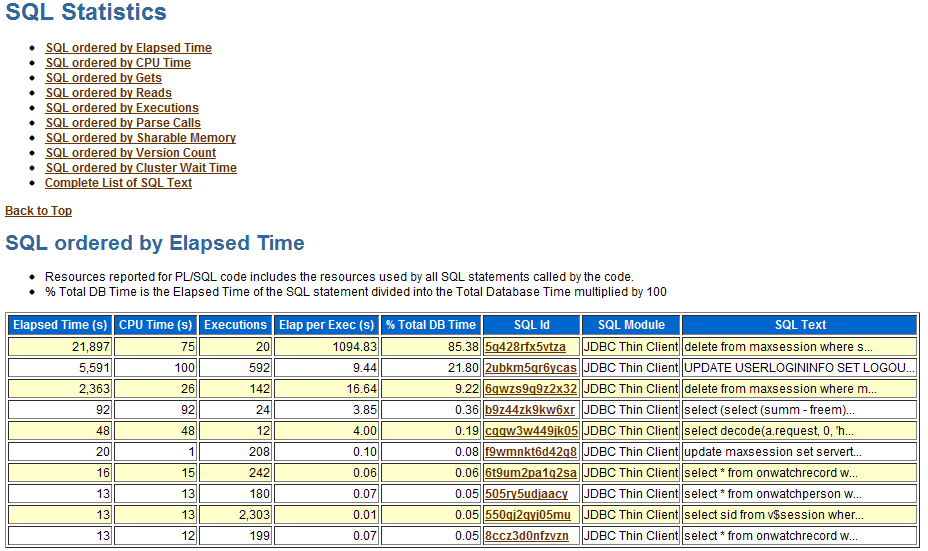 SQL Statistics
SQL ordered by Elapsed Time
SQL ordered by CPU Time
SQL ordered by Gets
SQL ordered by Reads
SQL ordered by Executions
SQL ordered by Parse Calls
SQL ordered by Sharable Memory
SQL ordered by Version Count
SQL ordered by Cluster Wait Time
Complete List of SQL Text
Back to Top
SQL ordered by Elapsed Time
Resources reported for PL/SQL code includes the resources used by all SQL statements called by the code.
% Total DB Time is the Elapsed Time of the SQL statement divided into the Total Database Time multiplied by 100
Elapsed Time (s) CPU Time (s) Executions Elap per Exec (s) % Total DB Time SQL Id SQL Module SQL Text
21,897 75 20 1094.83 85.38 5q428rfx5vtza JDBC Thin Client delete from maxsession where s...
5,591 100 592 9.44 21.80 2ubkm5qr6ycas JDBC Thin Client UPDATE USERLOGININFO SET LOGOU...
2,363 26 142 16.64 9.22 6qwzs9q9z2x32 JDBC Thin Client delete from maxsession where m...
92 92 24 3.85 0.36 b9z44zk9kw6xr JDBC Thin Client select (select (summ - freem)...
48 48 12 4.00 0.19 cqqw3w449jk05 JDBC Thin Client select decode(a.request, 0, 'h...
20 1 208 0.10 0.08 f9wmnkt6d42q8 JDBC Thin Client update maxsession set servert...
16 15 242 0.06 0.06 6t9um2pa1q2sa JDBC Thin Client select * from onwatchrecord w...
13 13 180 0.07 0.05 505ry5udjaacy JDBC Thin Client select * from onwatchperson w...
13 13 2,303 0.01 0.05 550qj2qyj05mu JDBC Thin Client select sid from v$session wher...
13 12 199 0.07 0.05 8ccz3d0nfzvzn JDBC Thin Client select * from onwatchrecord w...